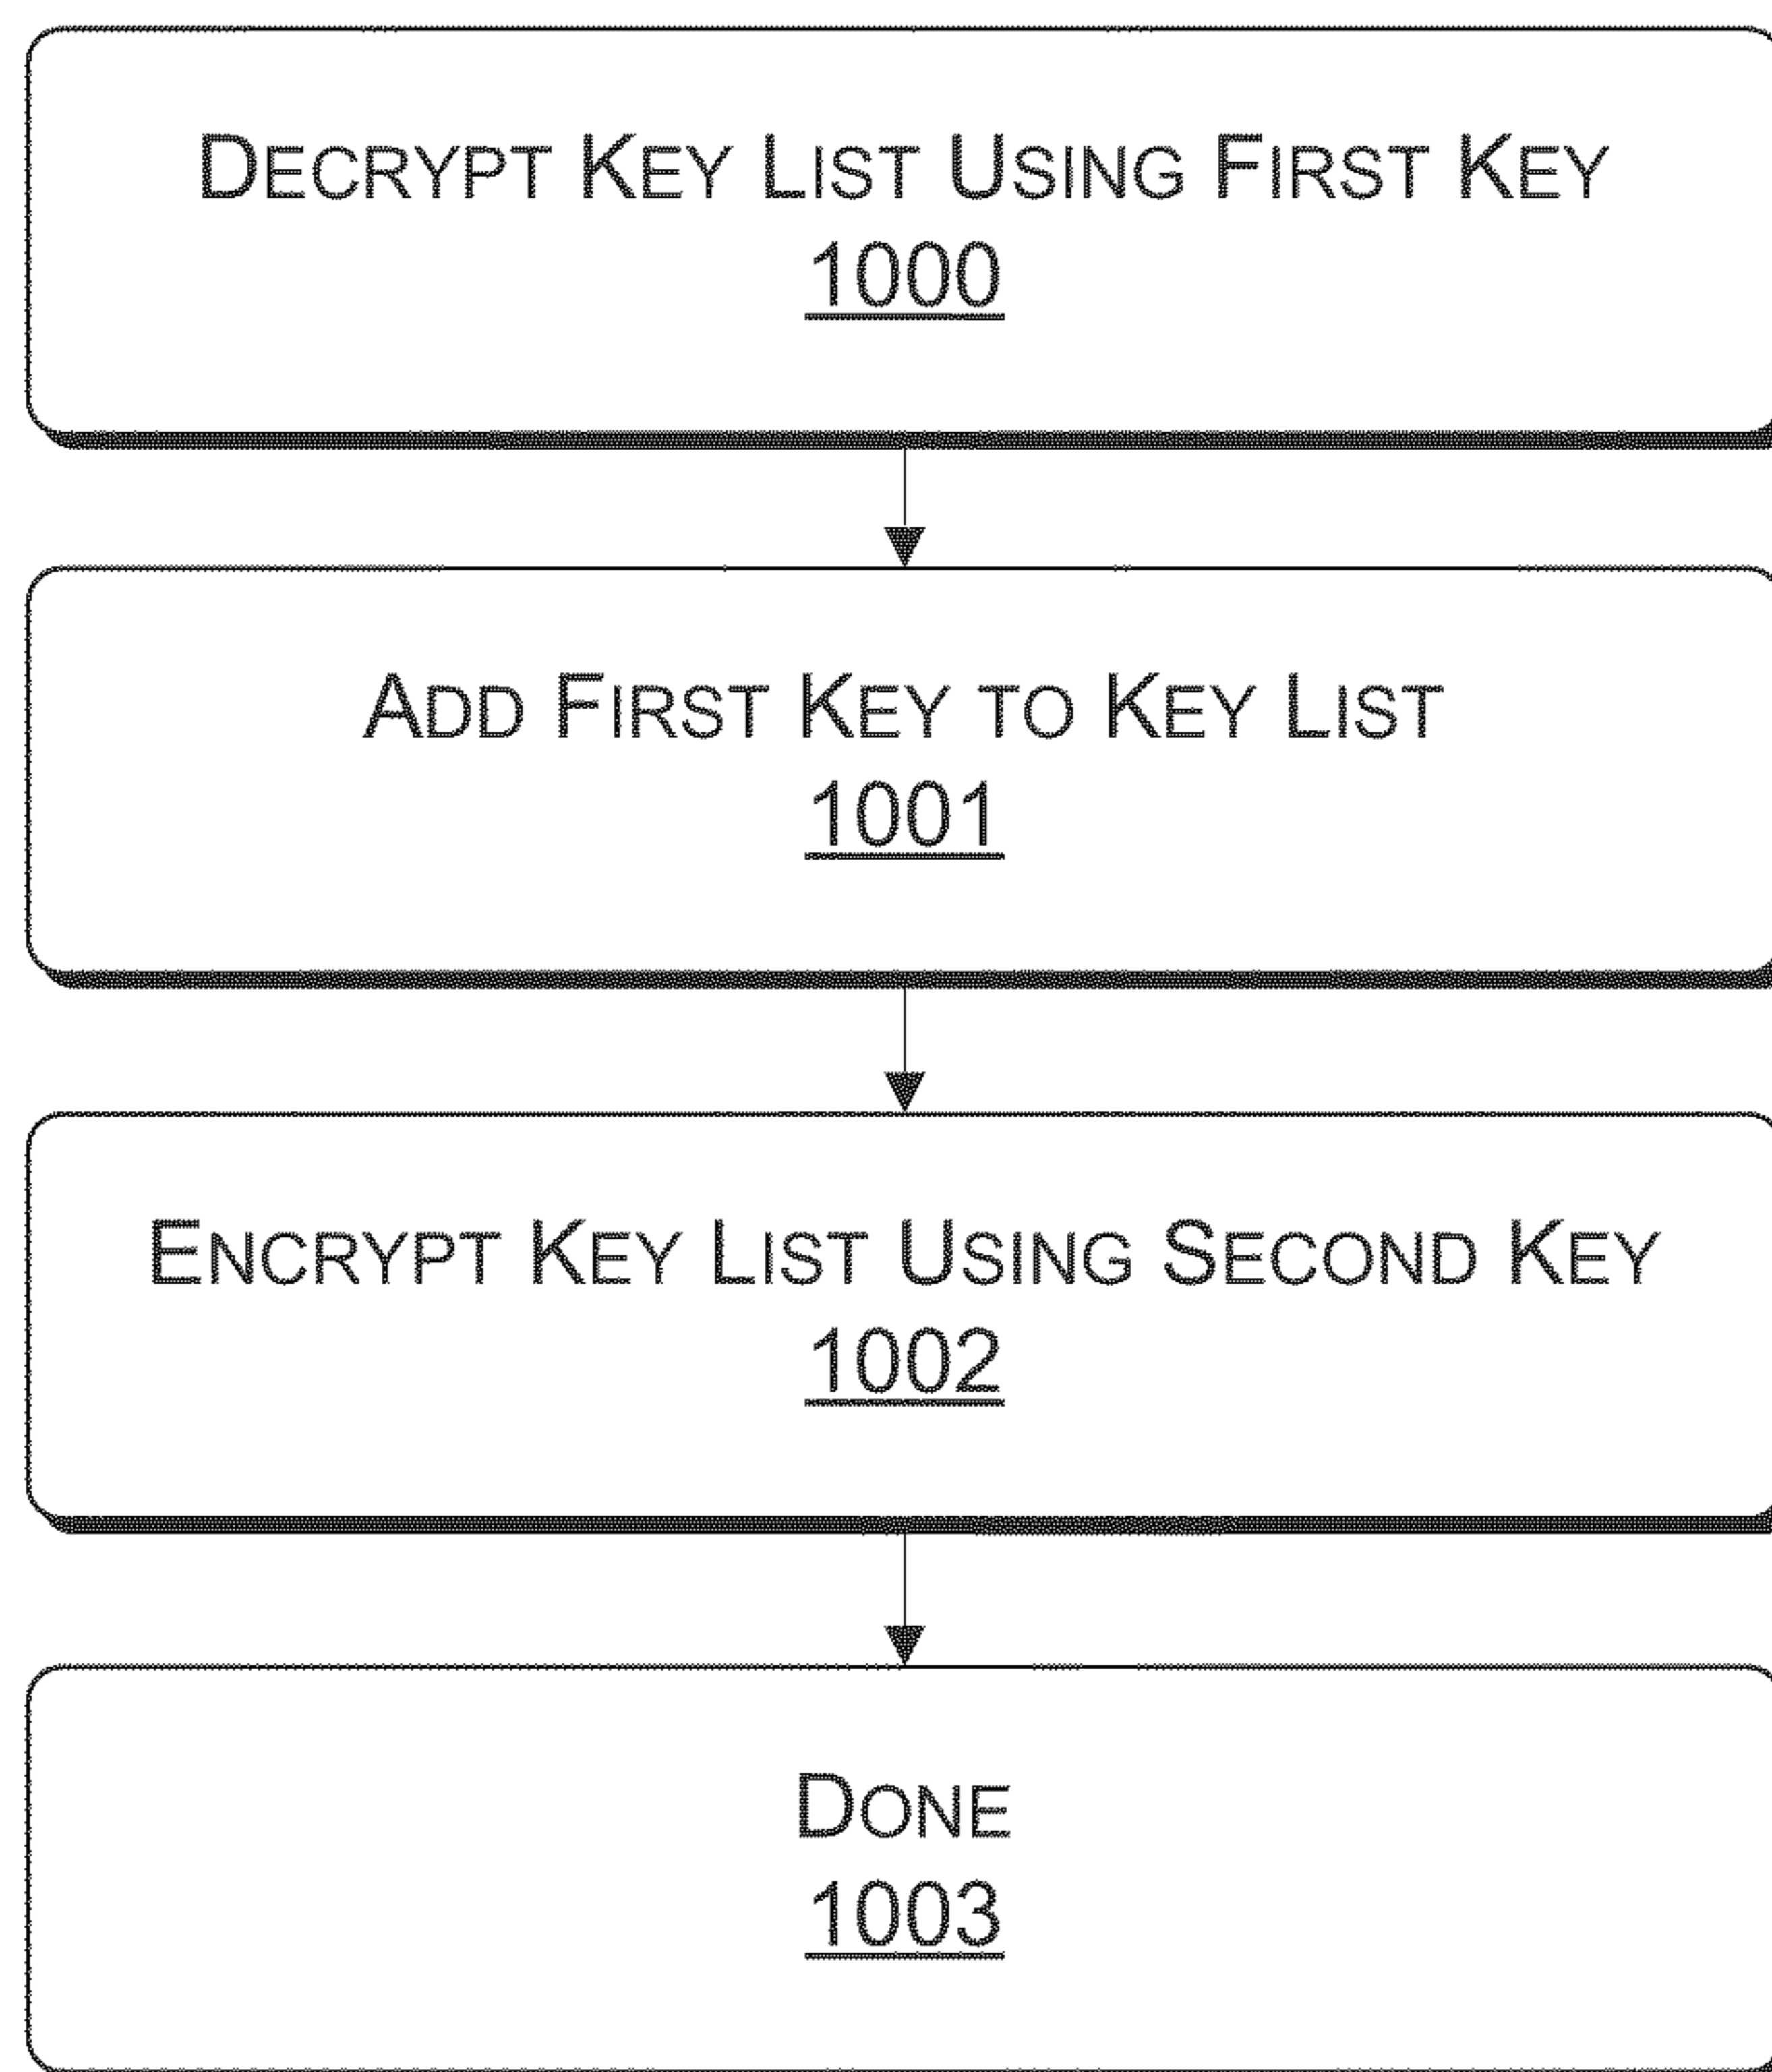 DECRYPT KEY LIST USING FIRST KEY
1000
ADD FIRST KEY TO KEY LIST
1001
ENCRYPT KEY LIST USING SECOND KEY
1002
DONE
1003